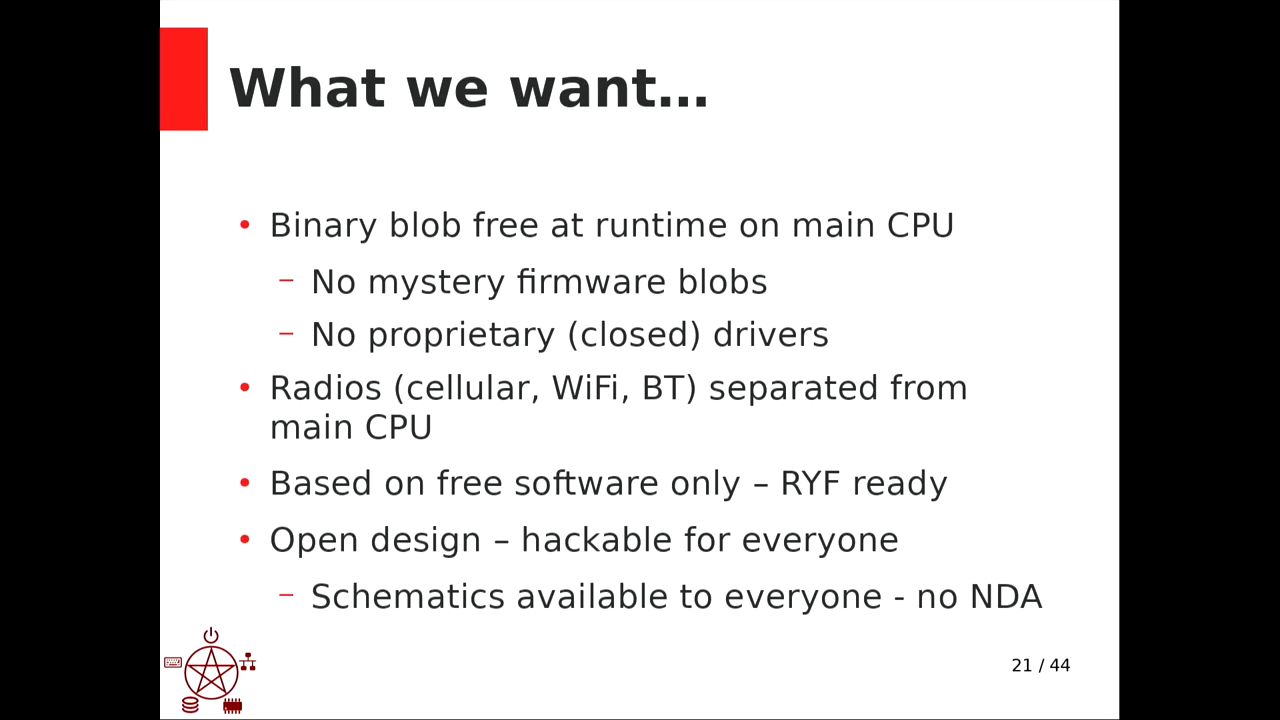 What we want...
• Binary blob free at runtime on main CPU
– No mystery firmware blobs
– No proprietary (closed) drivers
• Radios (cellular, WiFi, BT) separated from
main CPU
• Based on free software only – RYF ready
• Open design – hackable for everyone
– Schematics available to everyone - no NDA
21 / 44